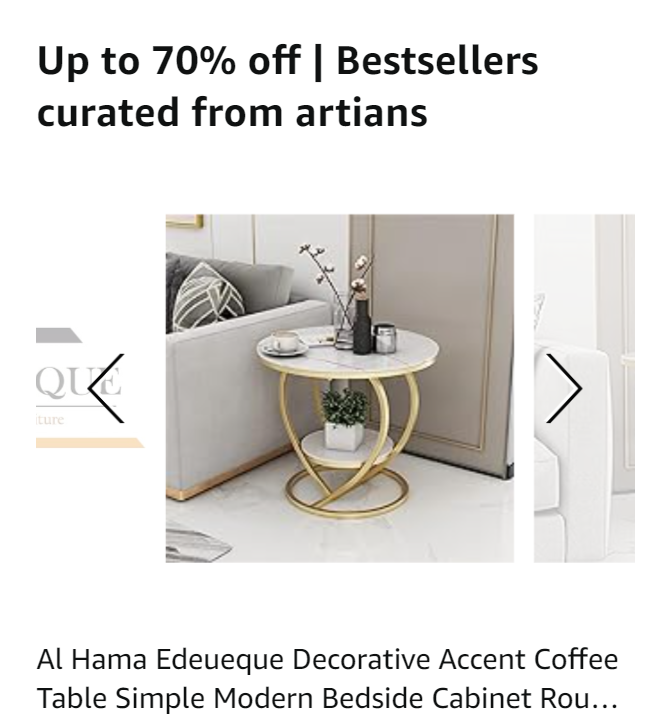 Up to 70% off | Bestsellers
curated from artians
QUE
ture
Al Hama Edeueque Decorative Accent Coffee
Table Simple Modern Bedside Cabinet Rou...